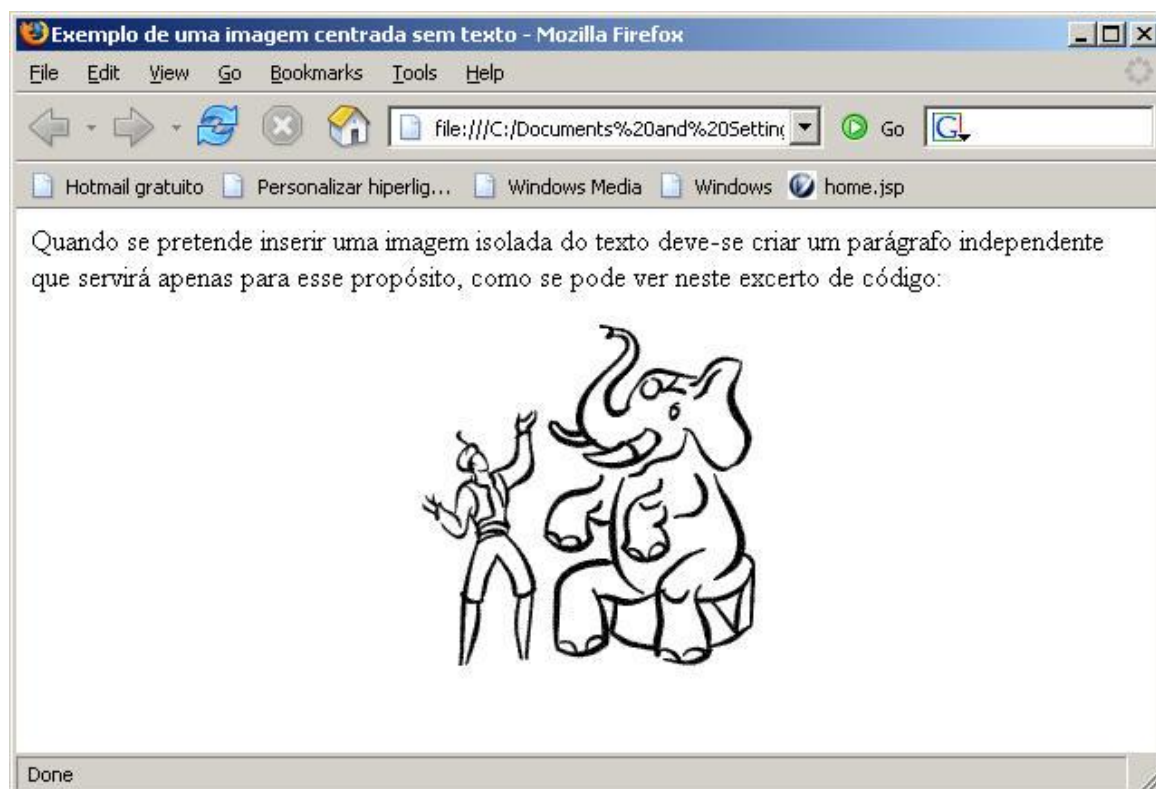 Exemplo de uma imagem centrada sem texto - Mozilla Firefox
File Edit View Go Bookmarks Tools Help
file:///C:/Documents%20and%20Setting Go G
Hotmail gratuito Personalizar hiperlig... Windows Media Windows home.jsp
Quando se pretende inserir uma imagem isolada do texto deve-se criar um parágrafo independente
que servirá apenas para esse propósito, como se pode ver neste excerto de código:
Done